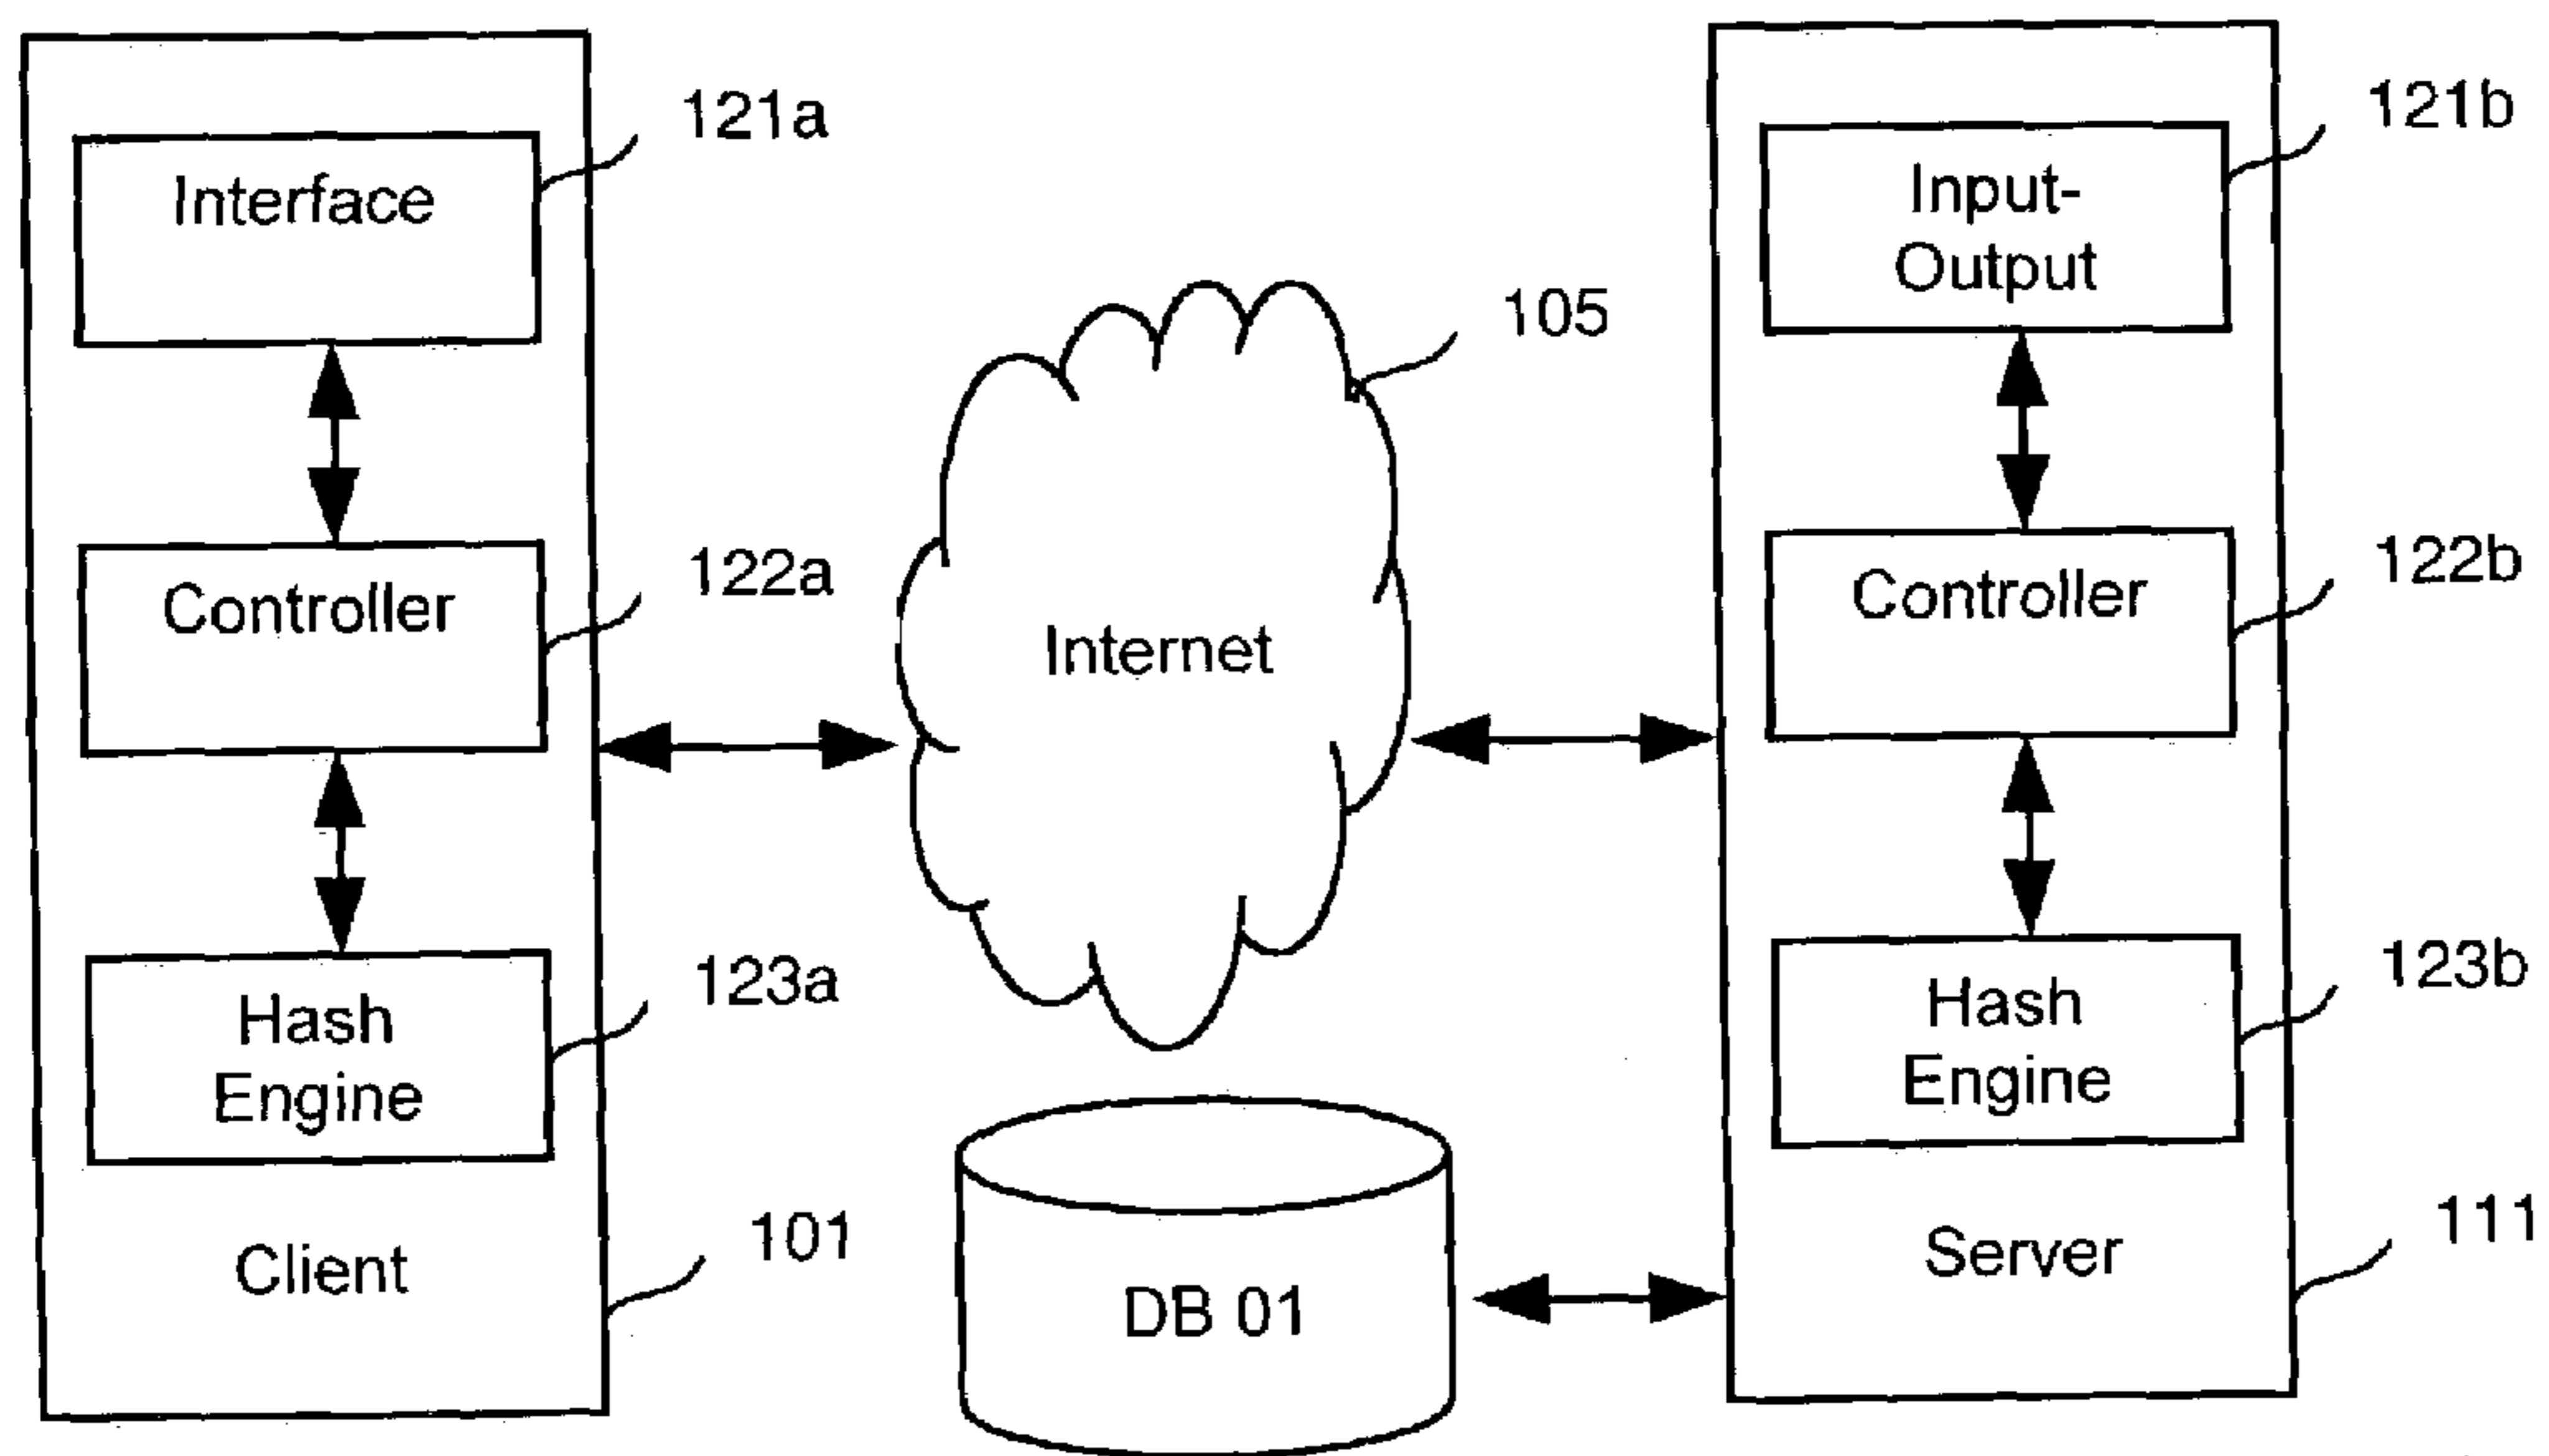 Interface
121a
Controller
122a
Hash
Engine
123a
Client
101
Internet
105
DB 01
Input-
Output
121b
Controller
122b
Hash
Engine
123b
Server
111